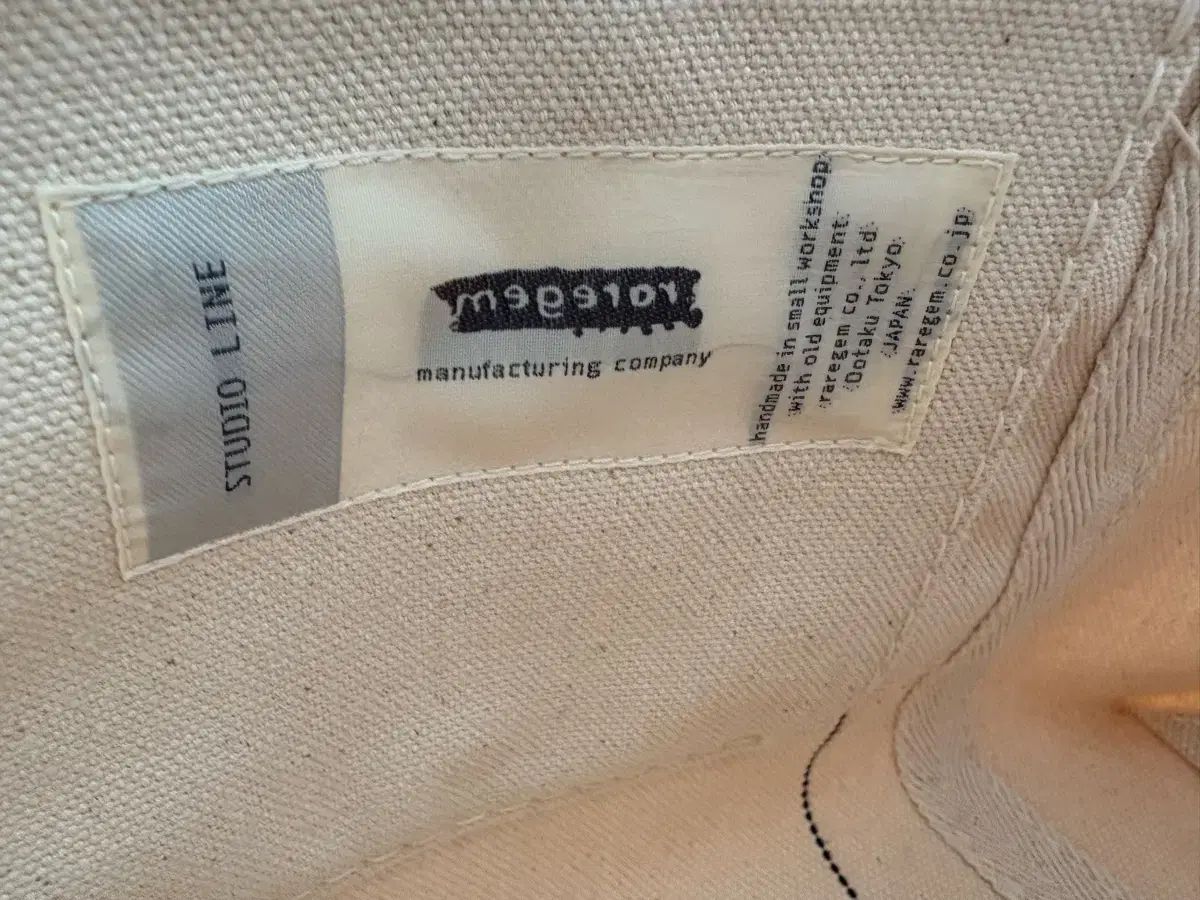 STUDIO LINE
raregem
manufacturing company
handmade in small workshop
with old equipment
raregem co., ltd
Ootaku Tokyo
JAPAN
www.raregem.co.jp